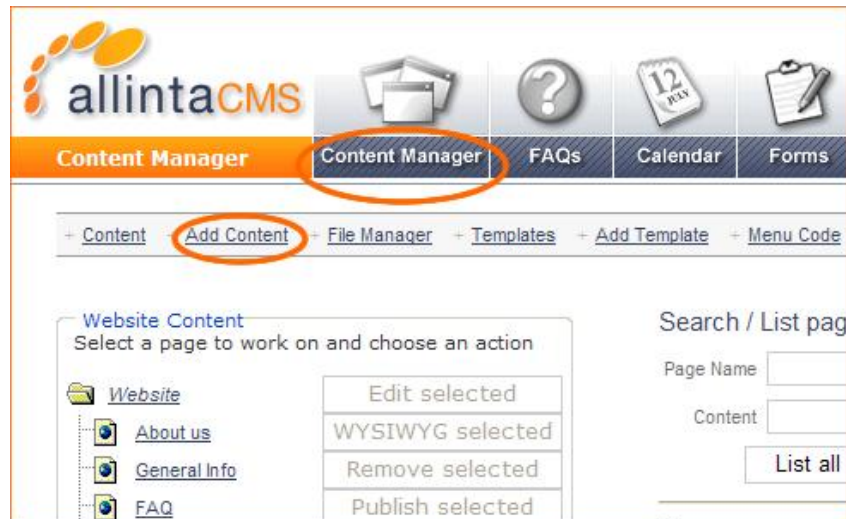 allintacms
12
JULY
Content Manager
Content Manager
FAQs
Calendar
Forms
+ Content + Add Content + File Manager + Templates + Add Template + Menu Code
Website Content
Select a page to work on and choose an action
Website
Edit selected
About us
WYSIWYG selected
General Info
Remove selected
FAQ
Publish selected
Search / List pag
Page Name
Content
List all